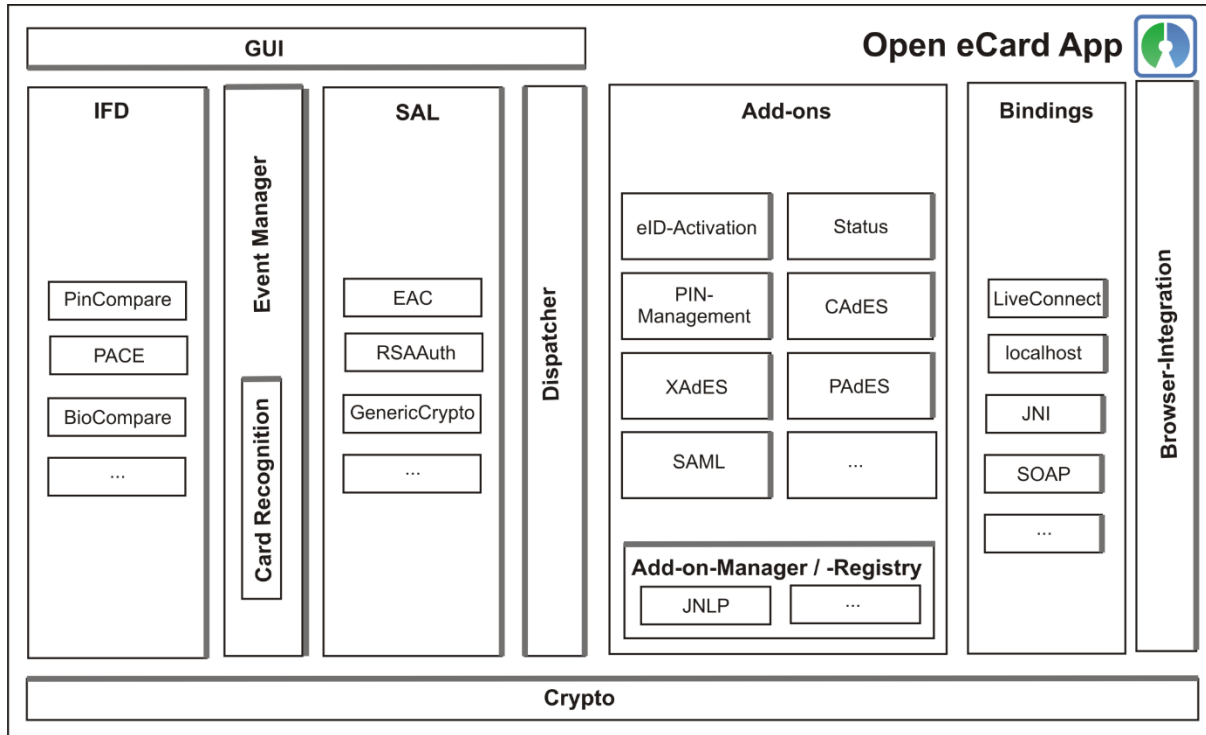 GUI
Open eCard App
IFD
PinCompare
PACE
BioCompare
...
Event Manager
Card Recognition
SAL
EAC
RSAAuth
GenericCrypto
...
Dispatcher
Add-ons
eID-Activation
Status
PIN-
Management
CAdES
XAdES
PAdES
SAML
...
Add-on-Manager / -Registry
JNLP
...
Bindings
LiveConnect
localhost
JNI
SOAP
...
Browser-Integration
Crypto